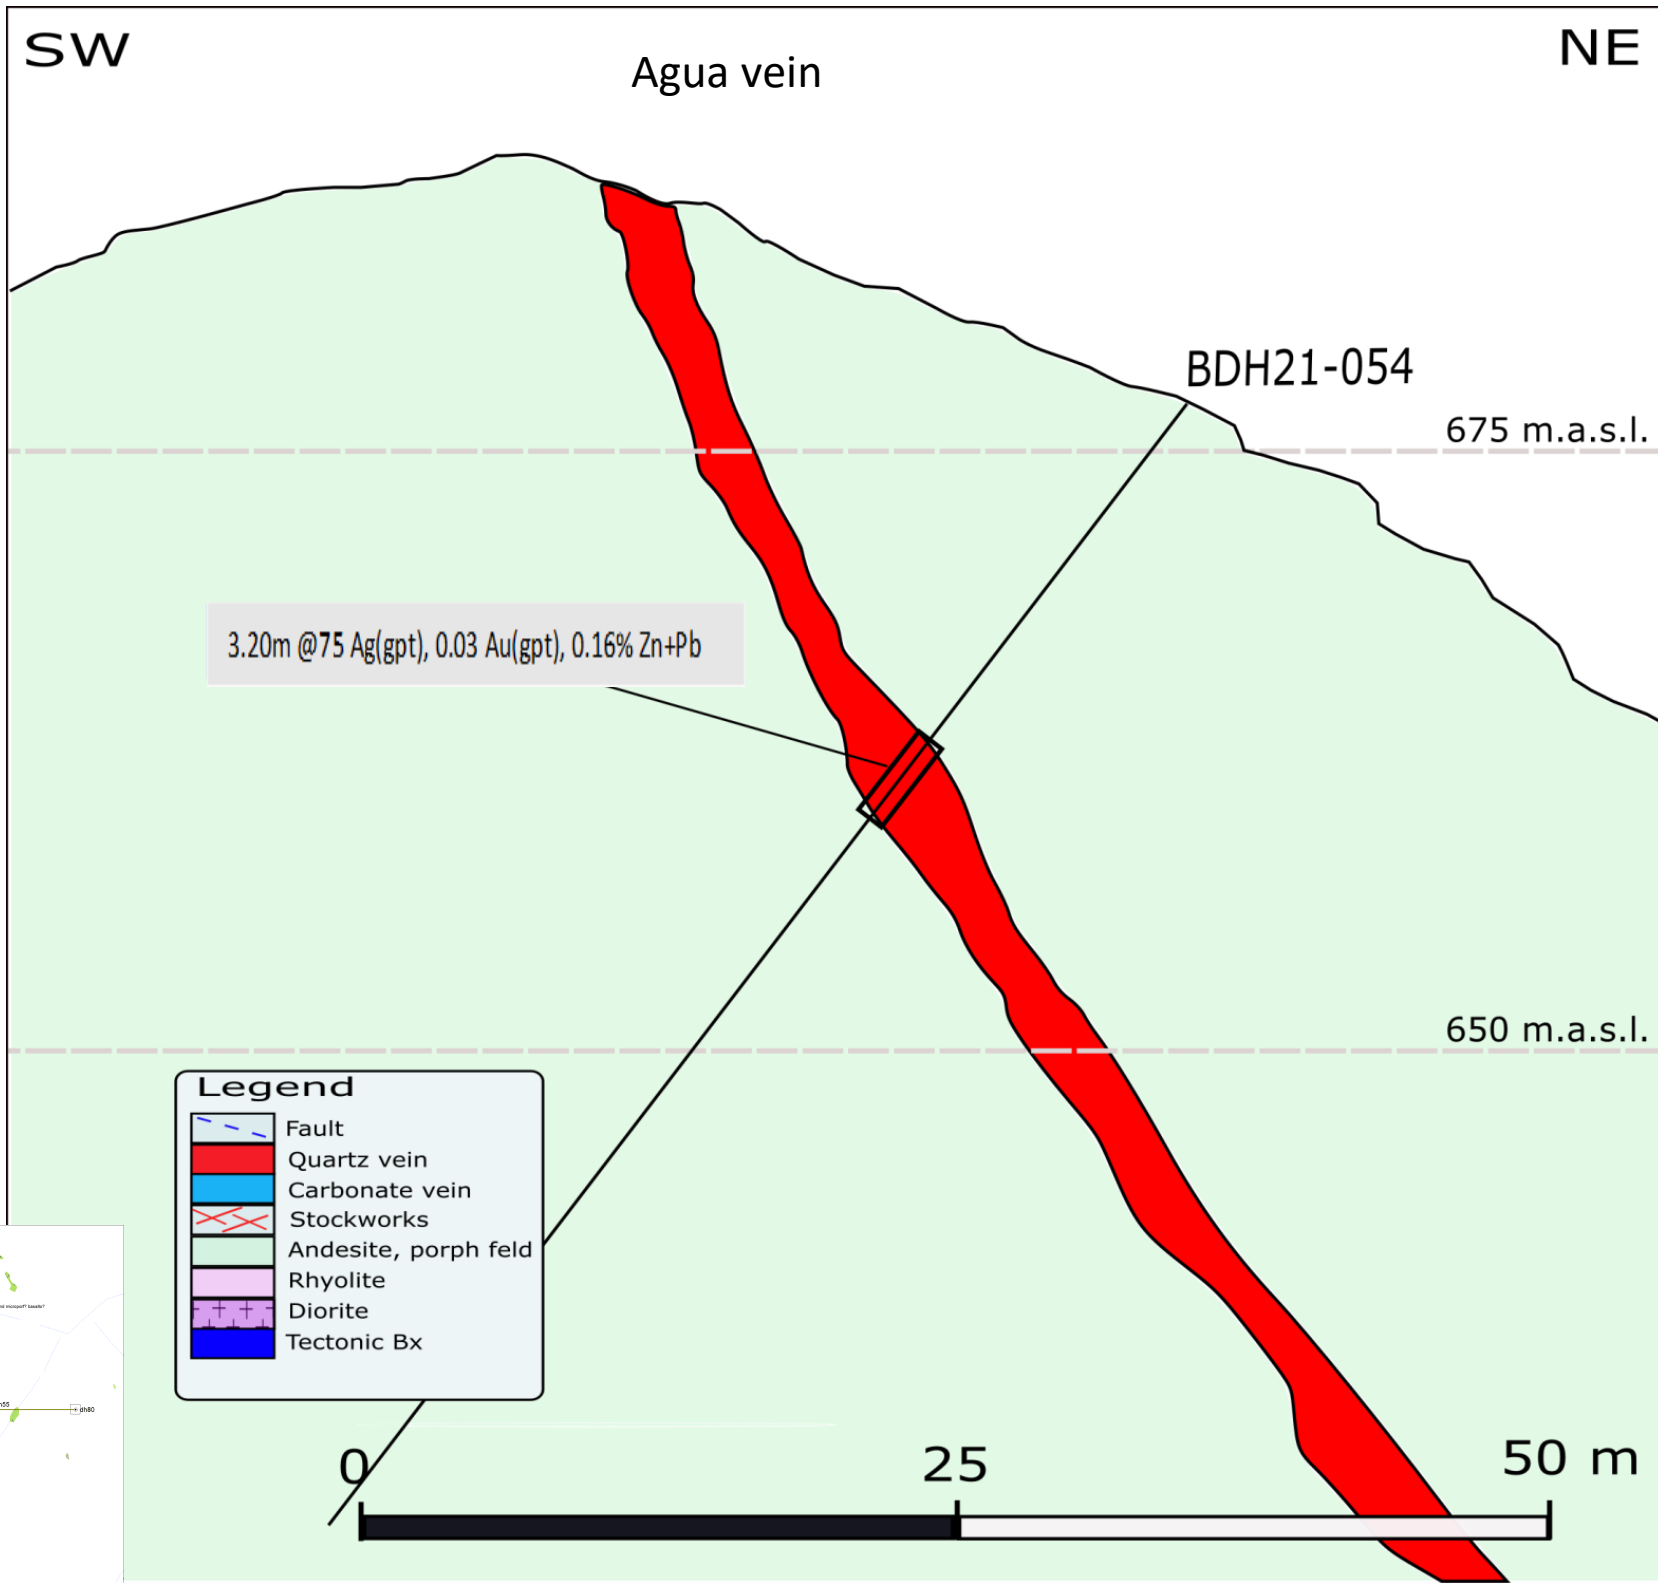 SW
NE
Agua vein
BDH21-054
675 m.a.s.l.
3.20m @75 Ag(gpt), 0.03 Au(gpt), 0.16% Zn+Pb
650 m.a.s.l.
Legend
Fault
Quartz vein
Carbonate vein
Stockworks
Andesite, porph feld
Rhyolite
Diorite
Tectonic Bx
dh80
0
25
50 m